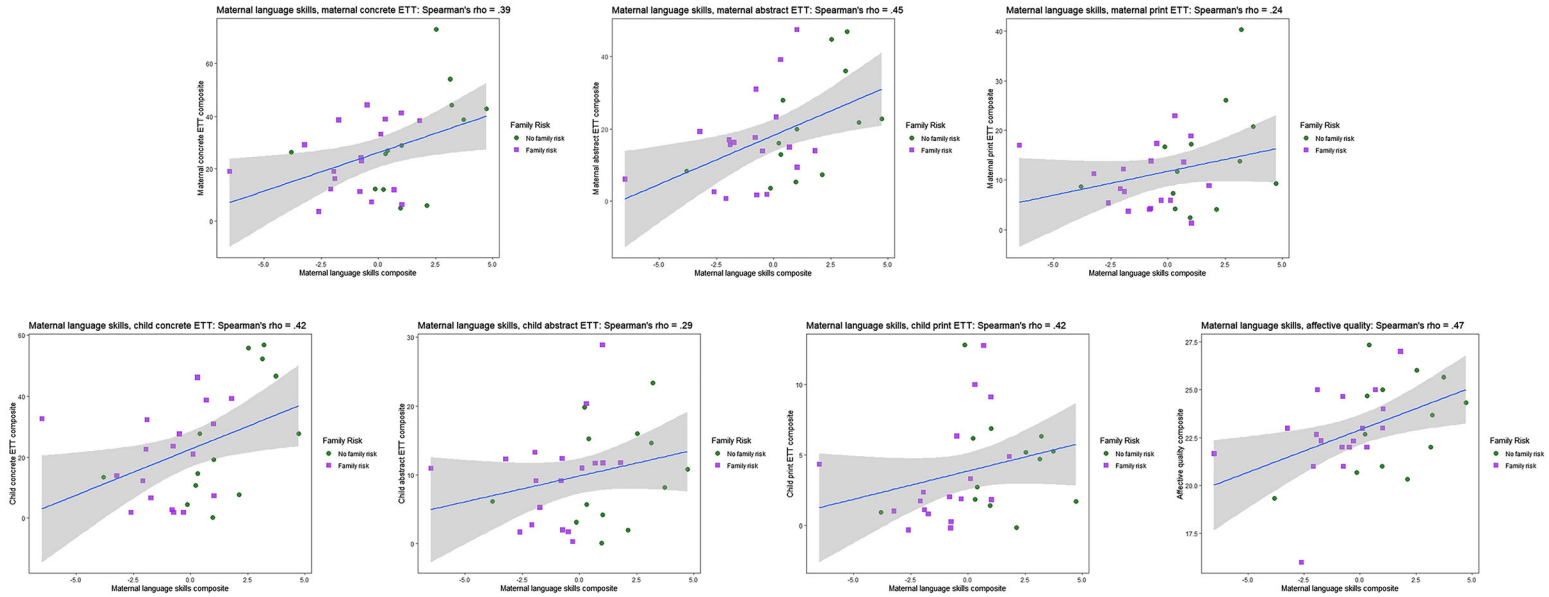 Maternal language skills, maternal concrete ETT: Spearman's rho = .39
Maternal concrete ETT composite
60
40
20
0
-5.0 -2.5 0.0 2.5 5.0
Maternal language skills composite
Family Risk
No family risk
Family risk
Maternal language skills, maternal abstract ETT: Spearman's rho = .45
Maternal abstract ETT composite
40
20
0
-5.0 -2.5 0.0 2.5 5.0
Maternal language skills composite
Family Risk
No family risk
Family risk
Maternal language skills, maternal print ETT: Spearman's rho = .24
Maternal print ETT composite
40
30
20
10
0
-5.0 -2.5 0.0 2.5 5.0
Maternal language skills composite
Family Risk
No family risk
Family risk
Maternal language skills, child concrete ETT: Spearman's rho = .42
Child concrete ETT composite
60
40
20
0
-5.0 -2.5 0.0 2.5 5.0
Maternal language skills composite
Family Risk
No family risk
Family risk
Maternal language skills, child abstract ETT: Spearman's rho = .29
Child abstract ETT composite
30
20
10
0
-5.0 -2.5 0.0 2.5 5.0
Maternal language skills composite
Family Risk
No family risk
Family risk
Maternal language skills, child print ETT: Spearman's rho = .42
Child print ETT composite
10
5
0
-5.0 -2.5 0.0 2.5 5.0
Maternal language skills composite
Family Risk
No family risk
Family risk
Maternal language skills, affective quality: Spearman's rho = .47
Affective quality composite
27.5
25.0
22.5
20.0
17.5
-5.0 -2.5 0.0 2.5 5.0
Maternal language skills composite
Family Risk
No family risk
Family risk